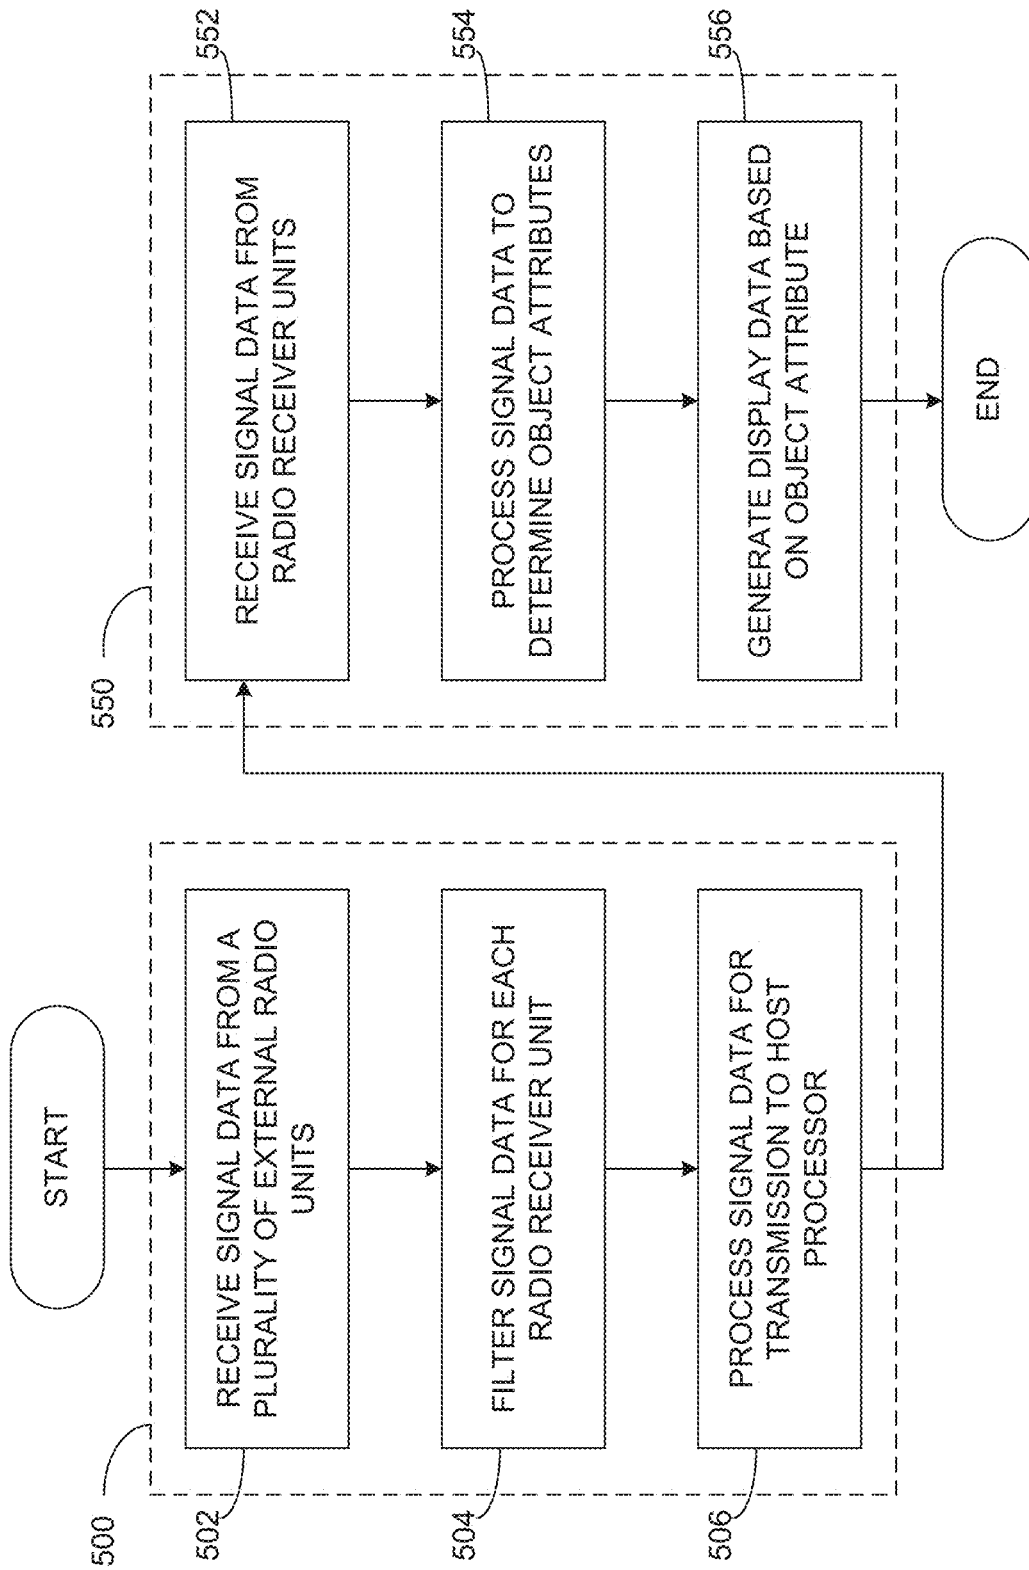 START
500
502
RECEIVE SIGNAL DATA FROM A
PLURALITY OF EXTERNAL RADIO
UNITS
504
FILTER SIGNAL DATA FOR EACH
RADIO RECEIVER UNIT
506
PROCESS SIGNAL DATA FOR
TRANSMISSION TO HOST
PROCESSOR
550
552
RECEIVE SIGNAL DATA FROM
RADIO RECEIVER UNITS
554
PROCESS SIGNAL DATA TO
DETERMINE OBJECT ATTRIBUTES
556
GENERATE DISPLAY DATA BASED
ON OBJECT ATTRIBUTE
END